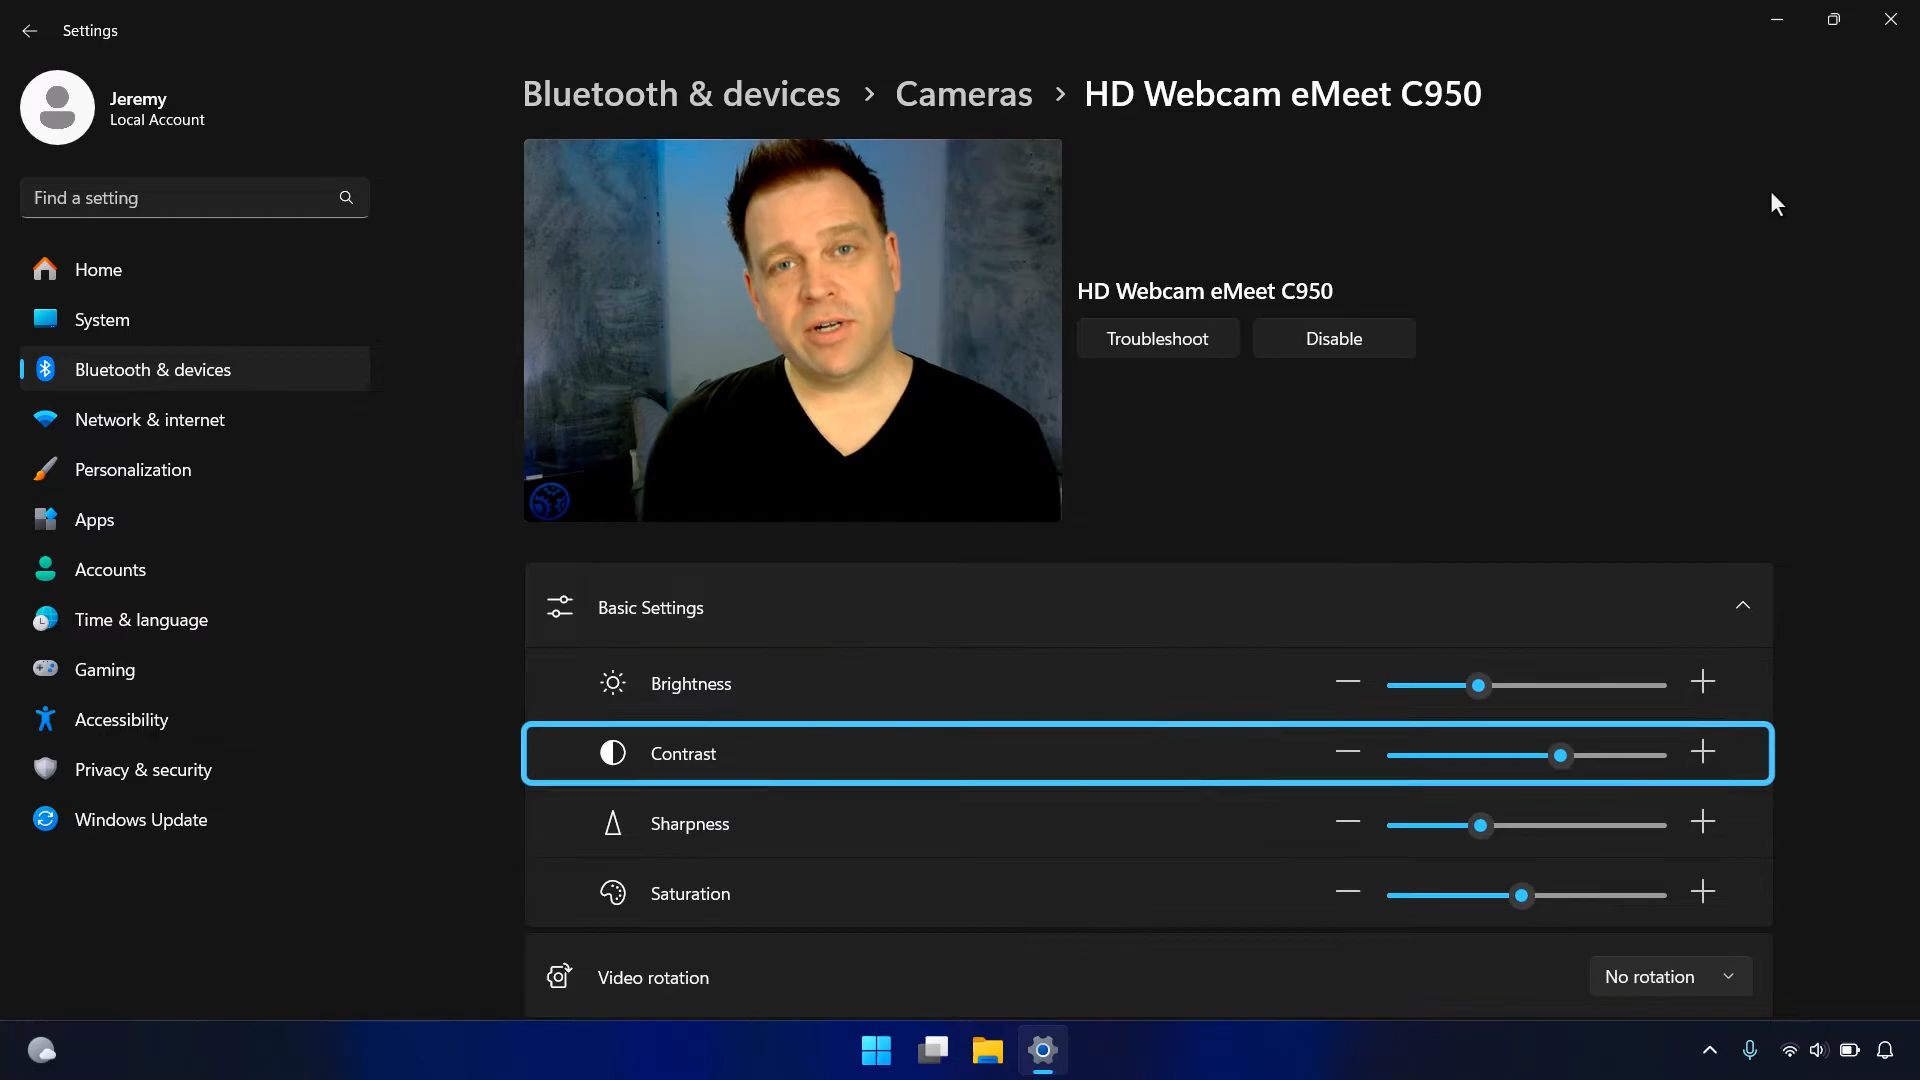 Settings
Jeremy
Local Account
Find a setting
Home
System
Bluetooth & devices
Network & internet
Personalization
Apps
Accounts
Time & language
Gaming
Accessibility
Privacy & security
Windows Update
Bluetooth & devices > Cameras > HD Webcam eMeet C950
HD Webcam eMeet C950
Troubleshoot Disable
Basic Settings
Brightness
Contrast
Sharpness
Saturation
Video rotation No rotation